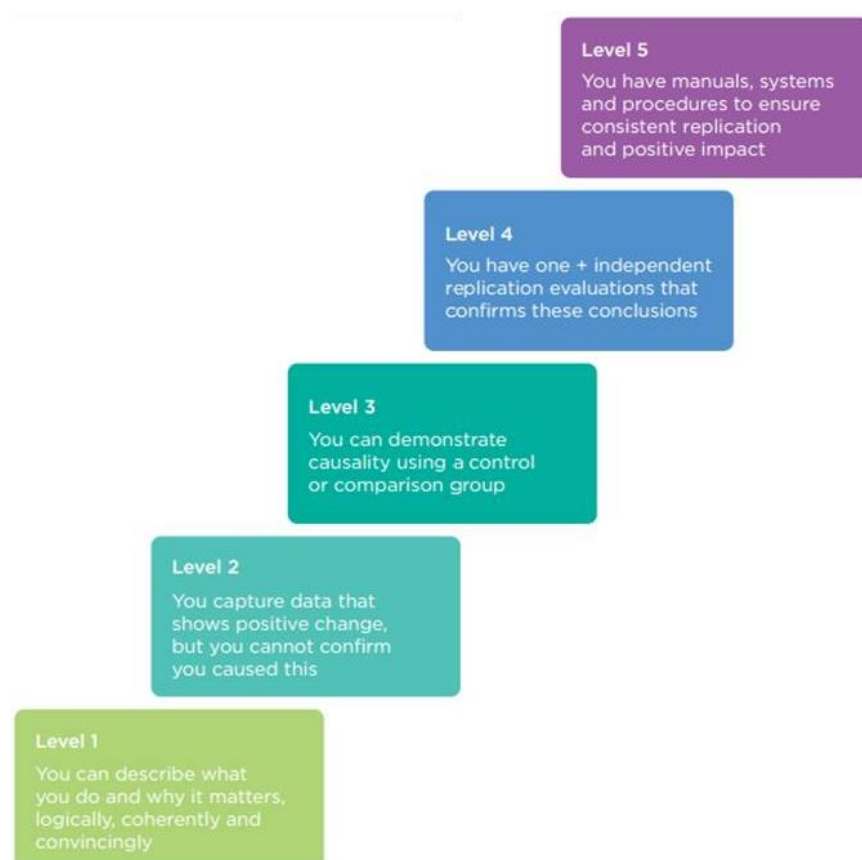 Level 5
You have manuals, systems
and procedures to ensure
consistent replication
and positive impact
Level 4
You have one + independent
replication evaluations that
confirms these conclusions
Level 3
You can demonstrate
causality using a control
or comparison group
Level 2
You capture data that
shows positive change,
but you cannot confirm
you caused this
Level 1
You can describe what
you do and why it matters,
logically, coherently and
convincingly